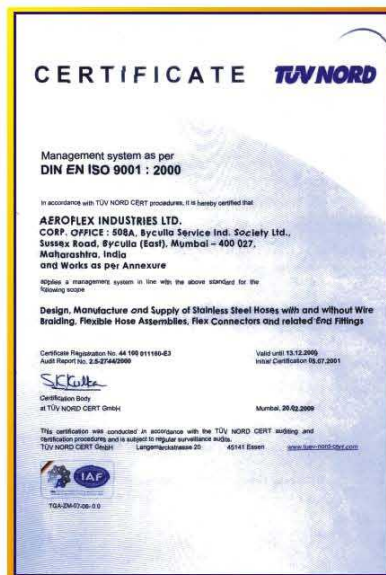 CERTIFICATE TÜV NORD
Management system as per
DIN EN ISO 9001 : 2000
In accordance with TÜV NORD CERT procedures, it is hereby certified that
AEROFLEX INDUSTRIES LTD.
CORP. OFFICE : 508A, Byculla Service Ind. Society Ltd.,
Sussex Road, Byculla (East), Mumbai – 400 027,
Maharashtra, India
and Works as per Annexure
applies a management system in line with the above standard for the
following scope
Design, Manufacture and Supply of Stainless Steel Hoses with and without Wire
Braiding, Flexible Hose Assemblies, Flex Connectors and related End Fittings
Certificate Registration No. 44 100 011160-E3 Valid until 13.12.2009
Audit Report No. 2.5-2744/2000 Initial Certification 05.07.2001
Certification Body
at TÜV NORD CERT GmbH Mumbai, 20.02.2009
This certification was conducted in accordance with the TÜV NORD CERT auditing and
certification procedures and is subject to regular surveillance audits.
TÜV NORD CERT GmbH Langemarckstrasse 20 45141 Essen www.tuev-nord-cert.com
IAF